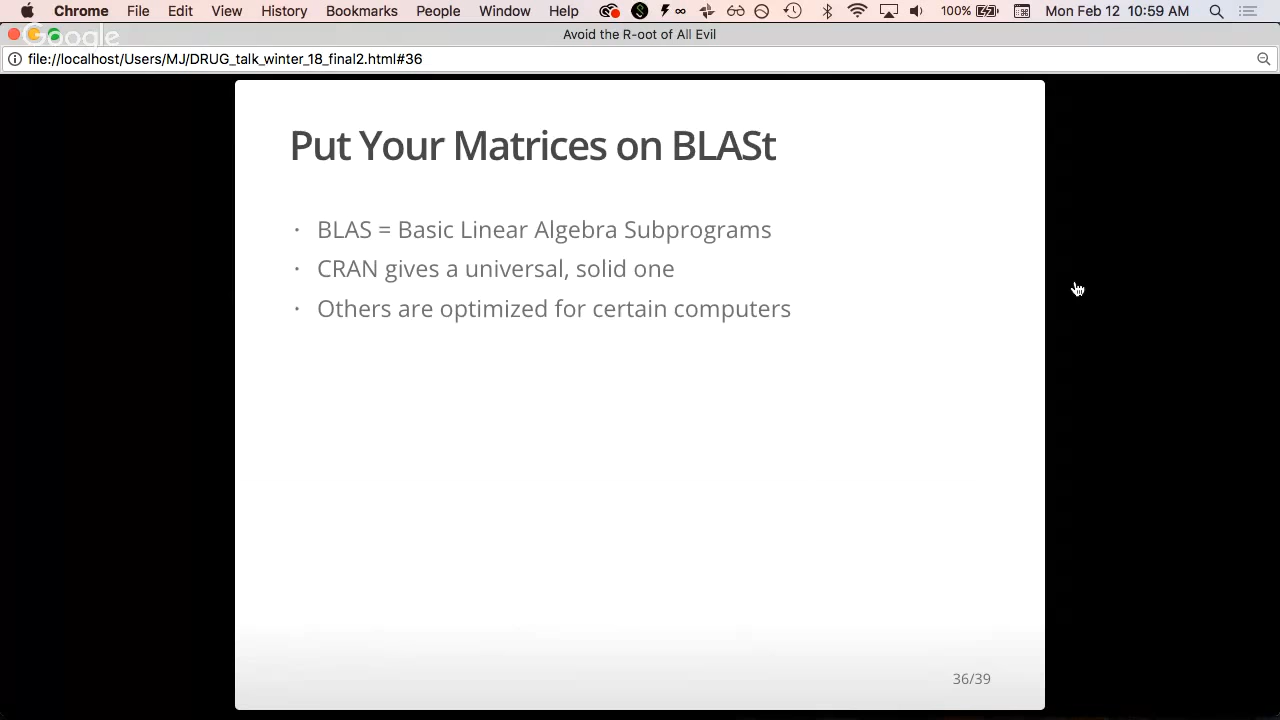 Chrome File Edit View History Bookmarks People Window Help 100% Mon Feb 12 10:59 AM
Google
Avoid the R-oot of All Evil
file://localhost/Users/MJ/DRUG_talk_winter_18_final2.html#36
Put Your Matrices on BLASt
· BLAS = Basic Linear Algebra Subprograms
· CRAN gives a universal, solid one
· Others are optimized for certain computers
36/39